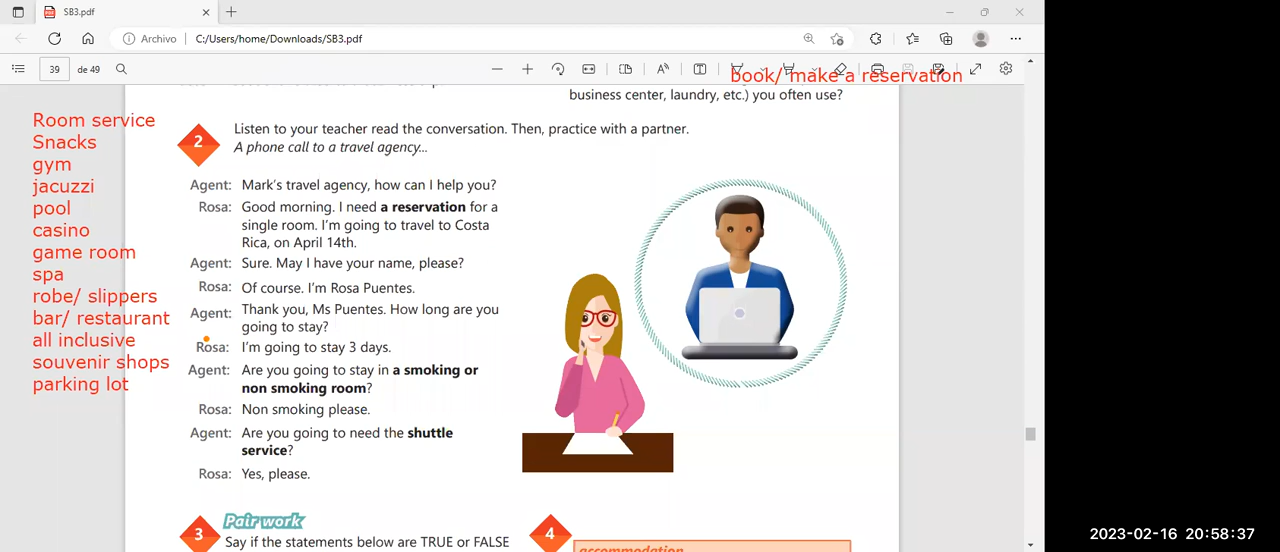 SB3.pdf
Archivo C:/Users/home/Downloads/SB3.pdf
39 de 49
book/ make a reservation
business center, laundry, etc.) you often use?
Room service
Snacks
gym
jacuzzi
pool
casino
game room
spa
robe/ slippers
bar/ restaurant
all inclusive
souvenir shops
parking lot
2 Listen to your teacher read the conversation. Then, practice with a partner.
A phone call to a travel agency...
Agent: Mark's travel agency, how can I help you?
Rosa: Good morning. I need a reservation for a
single room. I'm going to travel to Costa
Rica, on April 14th.
Agent: Sure. May I have your name, please?
Rosa: Of course. I'm Rosa Puentes.
Agent: Thank you, Ms Puentes. How long are you
going to stay?
Rosa: I'm going to stay 3 days.
Agent: Are you going to stay in a smoking or
non smoking room?
Rosa: Non smoking please.
Agent: Are you going to need the shuttle
service?
Rosa: Yes, please.
3 Pair work
Say if the statements below are TRUE or FALSE
4
accommodation
2023-02-16 20:58:37